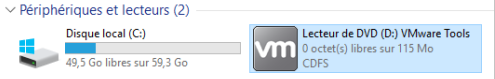 Périphériques et lecteurs (2)
Disque local (C:)
49,5 Go libres sur 59,3 Go
vm
Lecteur de DVD (D:) VMware Tools
0 octet(s) libres sur 115 Mo
CDFS